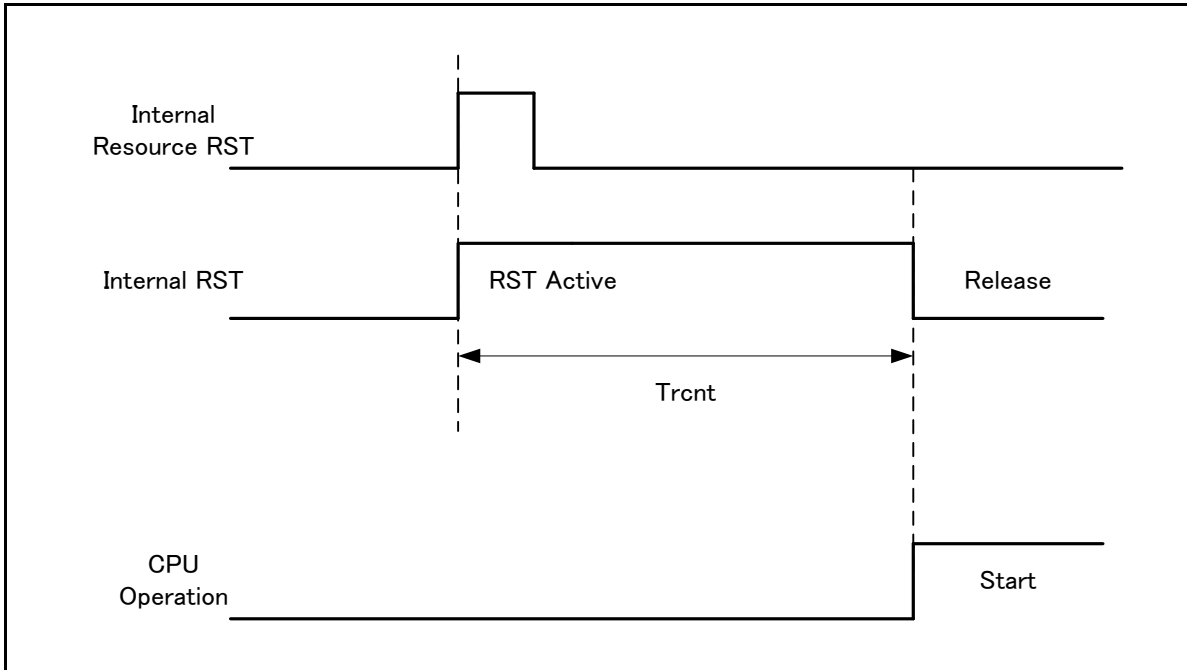 Internal
Resource RST
Internal RST
RST Active
Release
Trcnt
CPU
Operation
Start